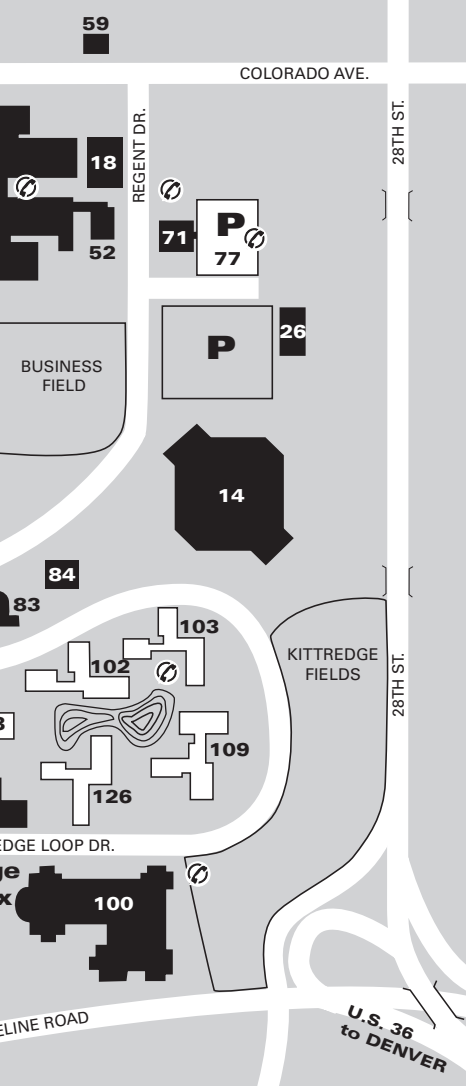 59
COLORADO AVE.
28TH ST.
REGENT DR.
18
P
71
77
52
26
P
BUSINESS
FIELD
14
84
83
103
KITTREDGE
FIELDS
28TH ST.
102
109
126
EDGE LOOP DR.
ge
x
100
ELINE ROAD
U.S. 36
to DENVER